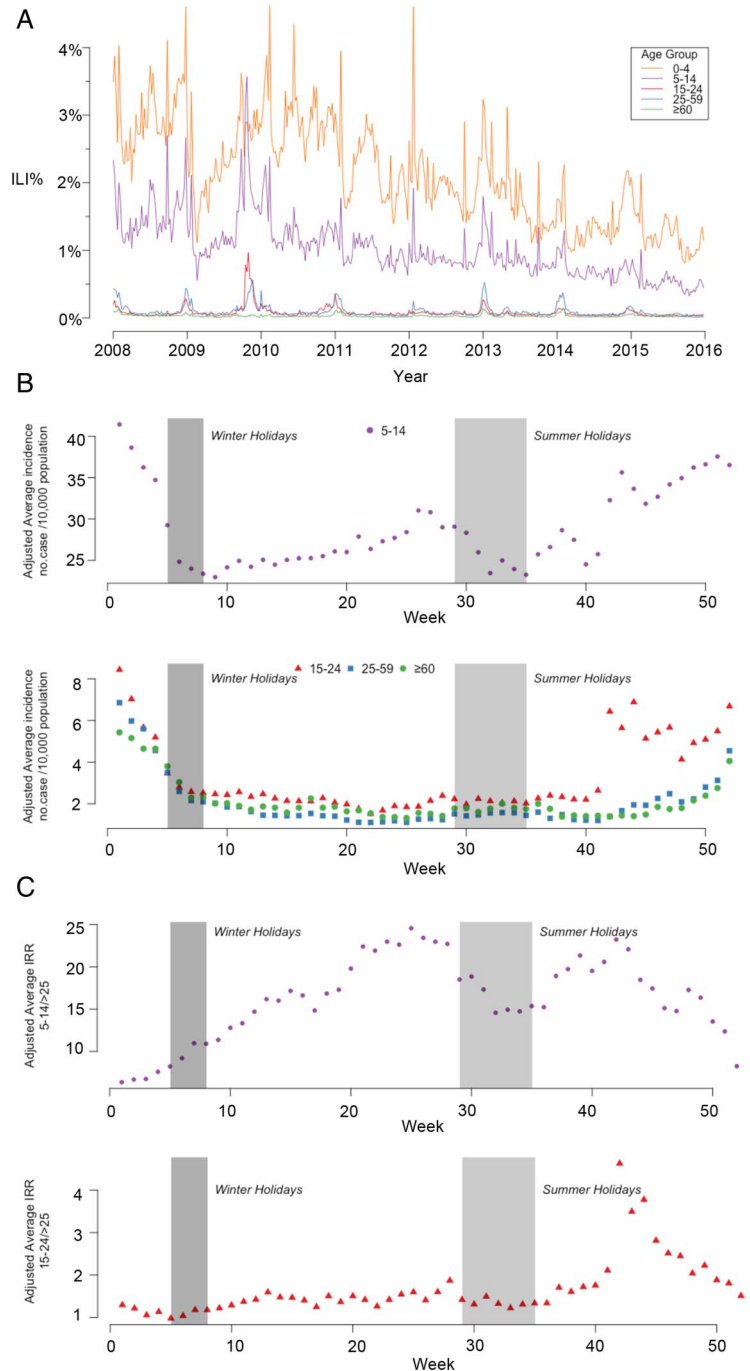 A
4%
3%
ILI%
2%
1%
0%
Age Group
0-4
5-14
15-24
25-59
≥60
2008 2009 2010 2011 2012 2013 2014 2015 2016
Year
B
Adjusted Average incidence
no.case /10,000 population
40
35
30
25
Winter Holidays
5-14
Summer Holidays
0 10 20 30 40 50
Week
Adjusted Average incidence
no.case /10,000 population
8
6
4
2
Winter Holidays
15-24 25-59 ≥60
Summer Holidays
0 10 20 30 40 50
Week
C
Adjusted Average IRR
5-14/>25
25
20
15
10
Winter Holidays
Summer Holidays
0 10 20 30 40 50
Week
Adjusted Average IRR
15-24/>25
4
3
2
1
Winter Holidays
Summer Holidays
0 10 20 30 40 50
Week